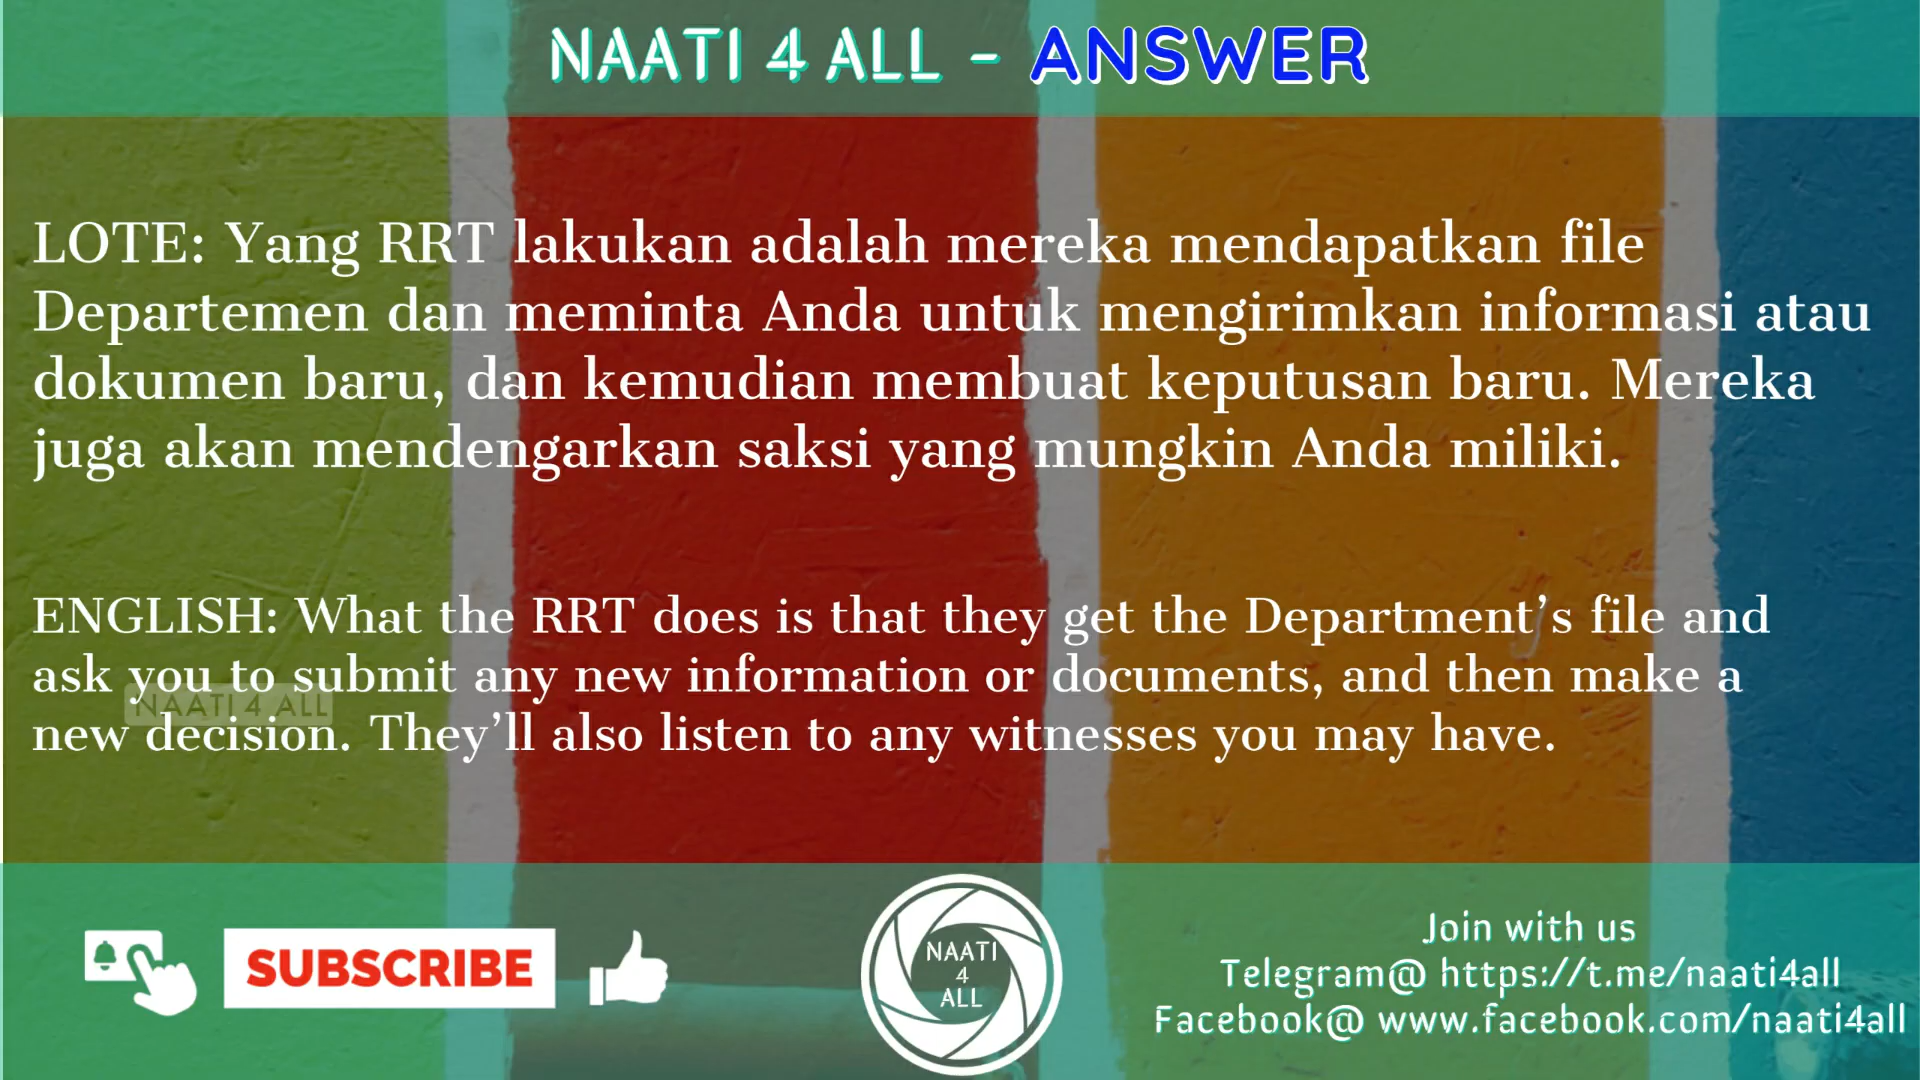 NAATI 4 ALL - ANSWER
LOTE: Yang RRT lakukan adalah mereka mendapatkan file
Departemen dan meminta Anda untuk mengirimkan informasi atau
dokumen baru, dan kemudian membuat keputusan baru. Mereka
juga akan mendengarkan saksi yang mungkin Anda miliki.
ENGLISH: What the RRT does is that they get the Department’s file and
ask you to submit any new information or documents, and then make a
NAATI 4 ALL
new decision. They’ll also listen to any witnesses you may have.
SUBSCRIBE
NAATI
4
ALL
Join with us
Telegram@ https://t.me/naati4all
Facebook@ www.facebook.com/naati4all